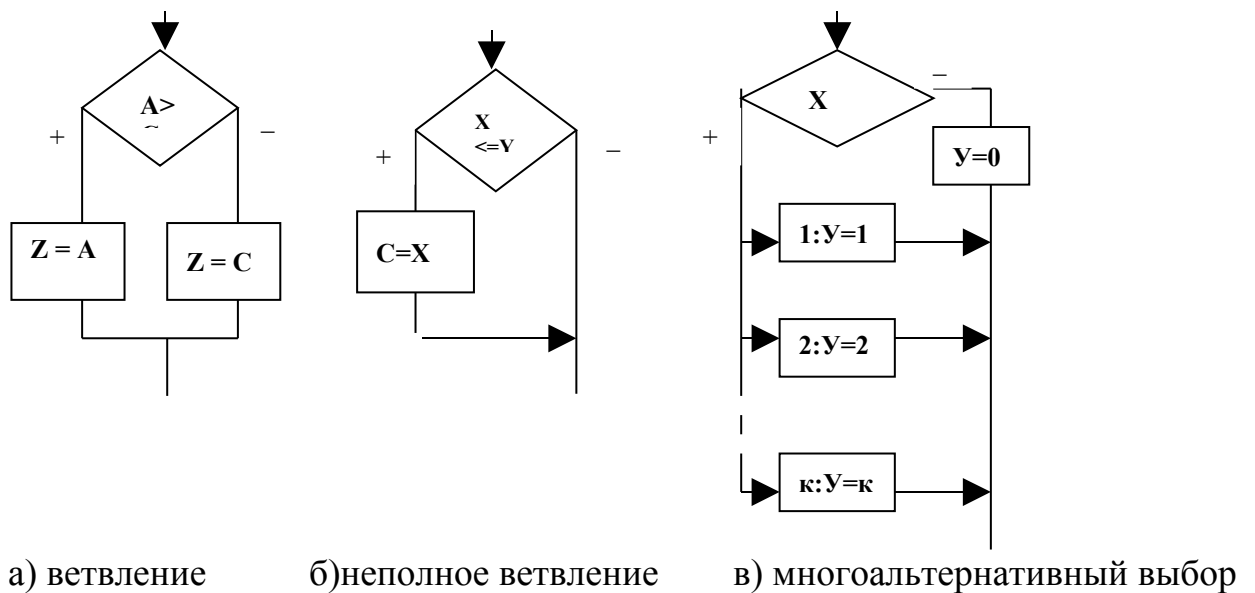 A>
+
–
Z = A
Z = C
X
<=Y
+
–
C=X
X
–
+
У=0
1:У=1
2:У=2
к:У=к
а) ветвление
б)неполное ветвление
в) многоальтернативный выбор